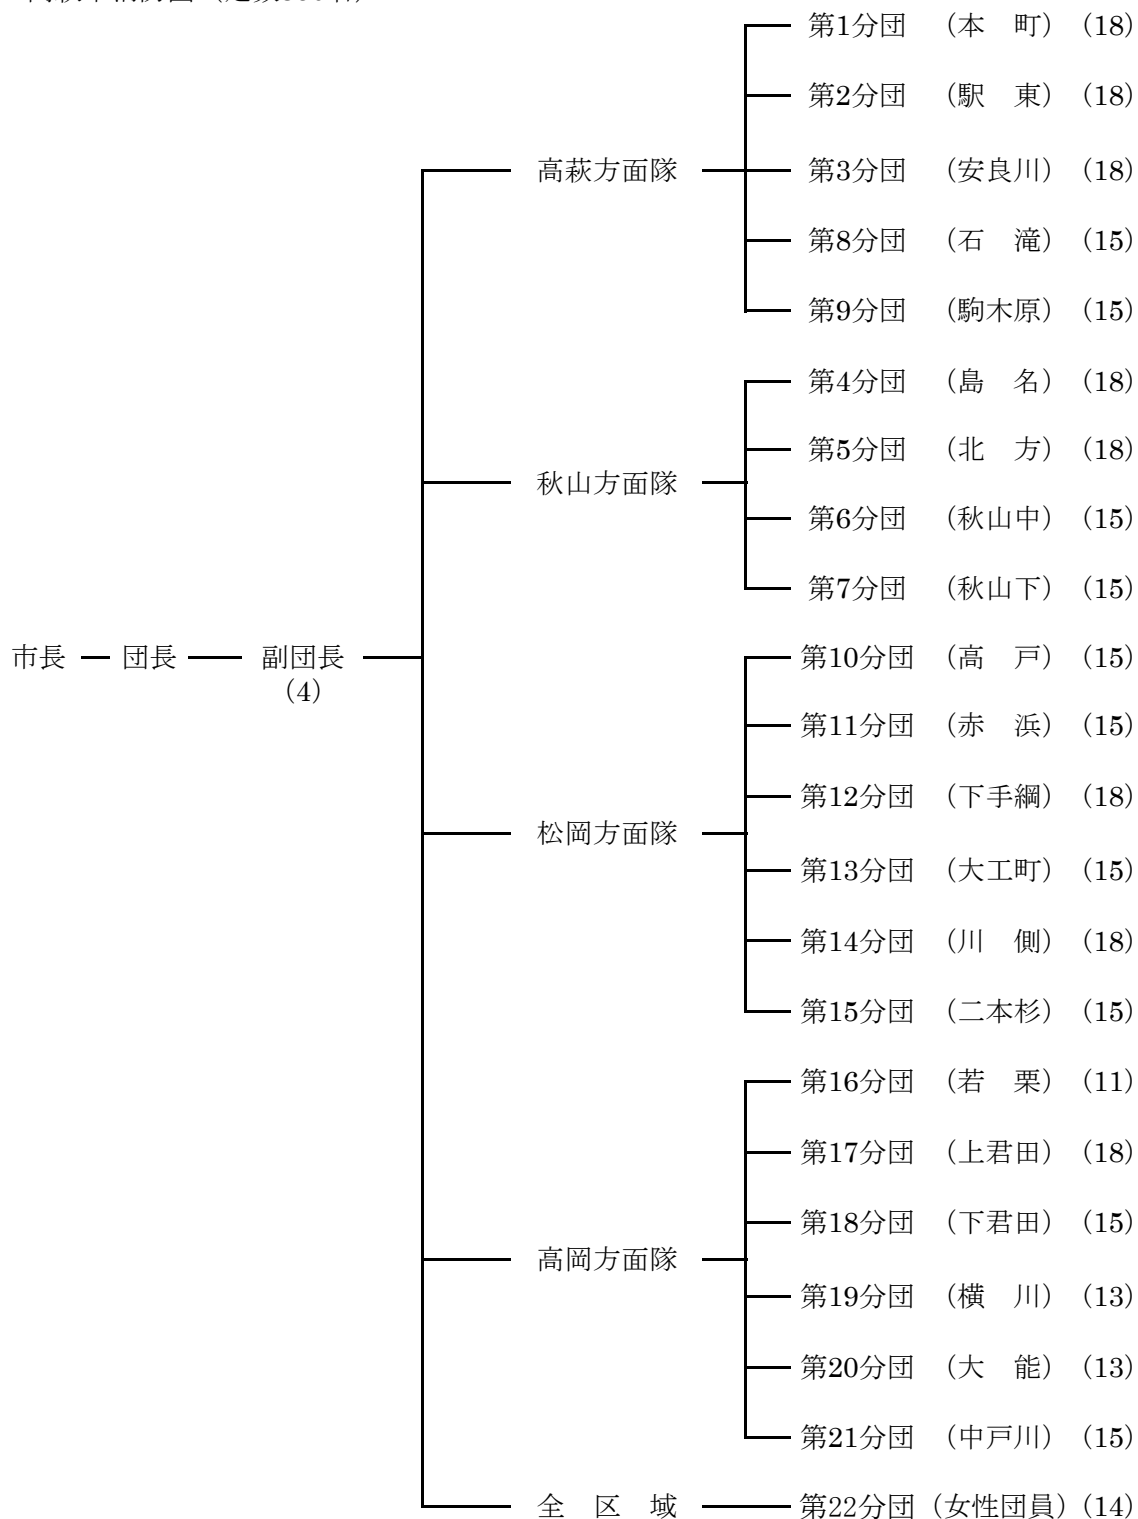 第1分団 （本　町）（18）
第2分団 （駅　東）（18）
高萩方面隊 第3分団 （安良川）（18）
第8分団 （石　滝）（15）
第9分団 （駒木原）（15）
第4分団 （島　名）（18）
第5分団 （北　方）（18）
秋山方面隊
第6分団 （秋山中）（15）
第7分団 （秋山下）（15）
市長 団長 副団長 第10分団 （高　戸）（15）
（4）
第11分団 （赤　浜）（15）
第12分団 （下手綱）（18）
松岡方面隊
第13分団 （大工町）（15）
第14分団 （川　側）（18）
第15分団 （二本杉）（15）
第16分団 （若　栗）（11）
第17分団 （上君田）（18）
第18分団 （下君田）（15）
高岡方面隊
第19分団 （横　川）（13）
第20分団 （大　能）（13）
第21分団 （中戸川）（15）
全　区　域 第22分団（女性団員）（14）